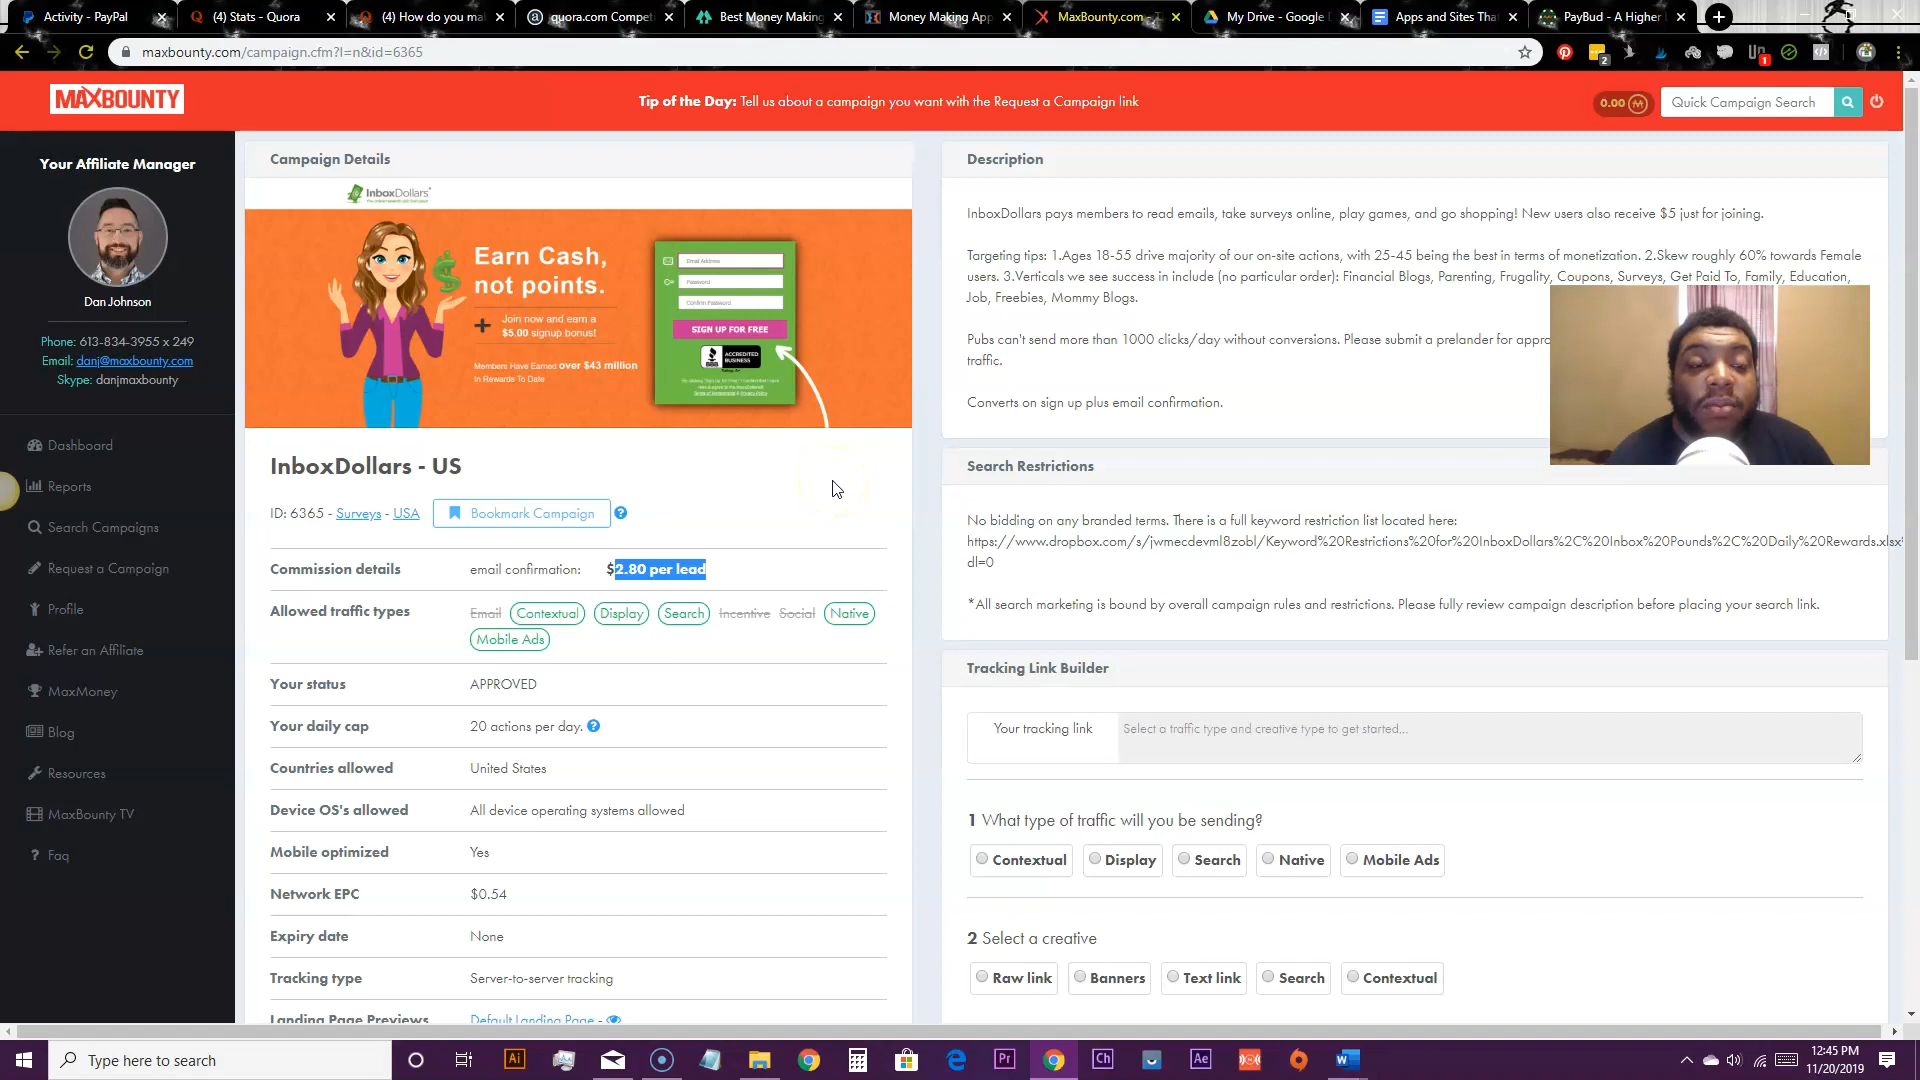 Activity - PayPal
(4) Stats - Quora
(4) How do you mak
quora.com Compet
Best Money Making
Money Making App
MaxBounty.com - T
My Drive - Google D
Apps and Sites Tha
PayBud - A Higher
maxbounty.com/campaign.cfm?l=n&id=6365
2
1
MAXBOUNTY
Tip of the Day: Tell us about a campaign you want with the Request a Campaign link
0.00
Quick Campaign Search
Your Affiliate Manager
Dan Johnson
Phone: 613-834-3955 x 249
Email: danj@maxbounty.com
Skype: danjmaxbounty
Dashboard
Reports
Search Campaigns
Request a Campaign
Profile
Refer an Affiliate
MaxMoney
Blog
Resources
MaxBounty TV
? Faq
Campaign Details
InboxDollars
Earn Cash,
not points.
+
Join now and earn a
$5.00 signup bonus!
Members Have Earned over $43 million
In Rewards To Date
Email Address
Password
Confirm Password
SIGN UP FOR FREE
BBB
ACCREDITED
BUSINESS
InboxDollars - US
ID: 6365 - Surveys - USA
Bookmark Campaign
?
Commission details
email confirmation: $2.80 per lead
Allowed traffic types
Email Contextual Display Search Incentive Social Native
Mobile Ads
Your status APPROVED
Your daily cap 20 actions per day. ?
Countries allowed United States
Device OS's allowed All device operating systems allowed
Mobile optimized Yes
Network EPC $0.54
Expiry date None
Tracking type Server-to-server tracking
Landing Page Previews Default Landing Page -
Description
InboxDollars pays members to read emails, take surveys online, play games, and go shopping! New users also receive $5 just for joining.
Targeting tips: 1.Ages 18-55 drive majority of our on-site actions, with 25-45 being the best in terms of monetization. 2.Skew roughly 60% towards Female
users. 3.Verticals we see success in include (no particular order): Financial Blogs, Parenting, Frugality, Coupons, Surveys, Get Paid To, Family, Education,
Job, Freebies, Mommy Blogs.
Pubs can't send more than 1000 clicks/day without conversions. Please submit a prelander for appro
traffic.
Converts on sign up plus email confirmation.
Search Restrictions
No bidding on any branded terms. There is a full keyword restriction list located here:
https://www.dropbox.com/s/jwmecdevml8zobl/Keyword%20Restrictions%20for%20InboxDollars%2C%20Inbox%20Pounds%2C%20Daily%20Rewards.xlsx?
dl=0
*All search marketing is bound by overall campaign rules and restrictions. Please fully review campaign description before placing your search link.
Tracking Link Builder
Your tracking link
Select a traffic type and creative type to get started...
1 What type of traffic will you be sending?
Contextual Display Search Native Mobile Ads
2 Select a creative
Raw link Banners Text link Search Contextual
Type here to search
Ai
Pr
Ch
Ae
12:45 PM
11/20/2019